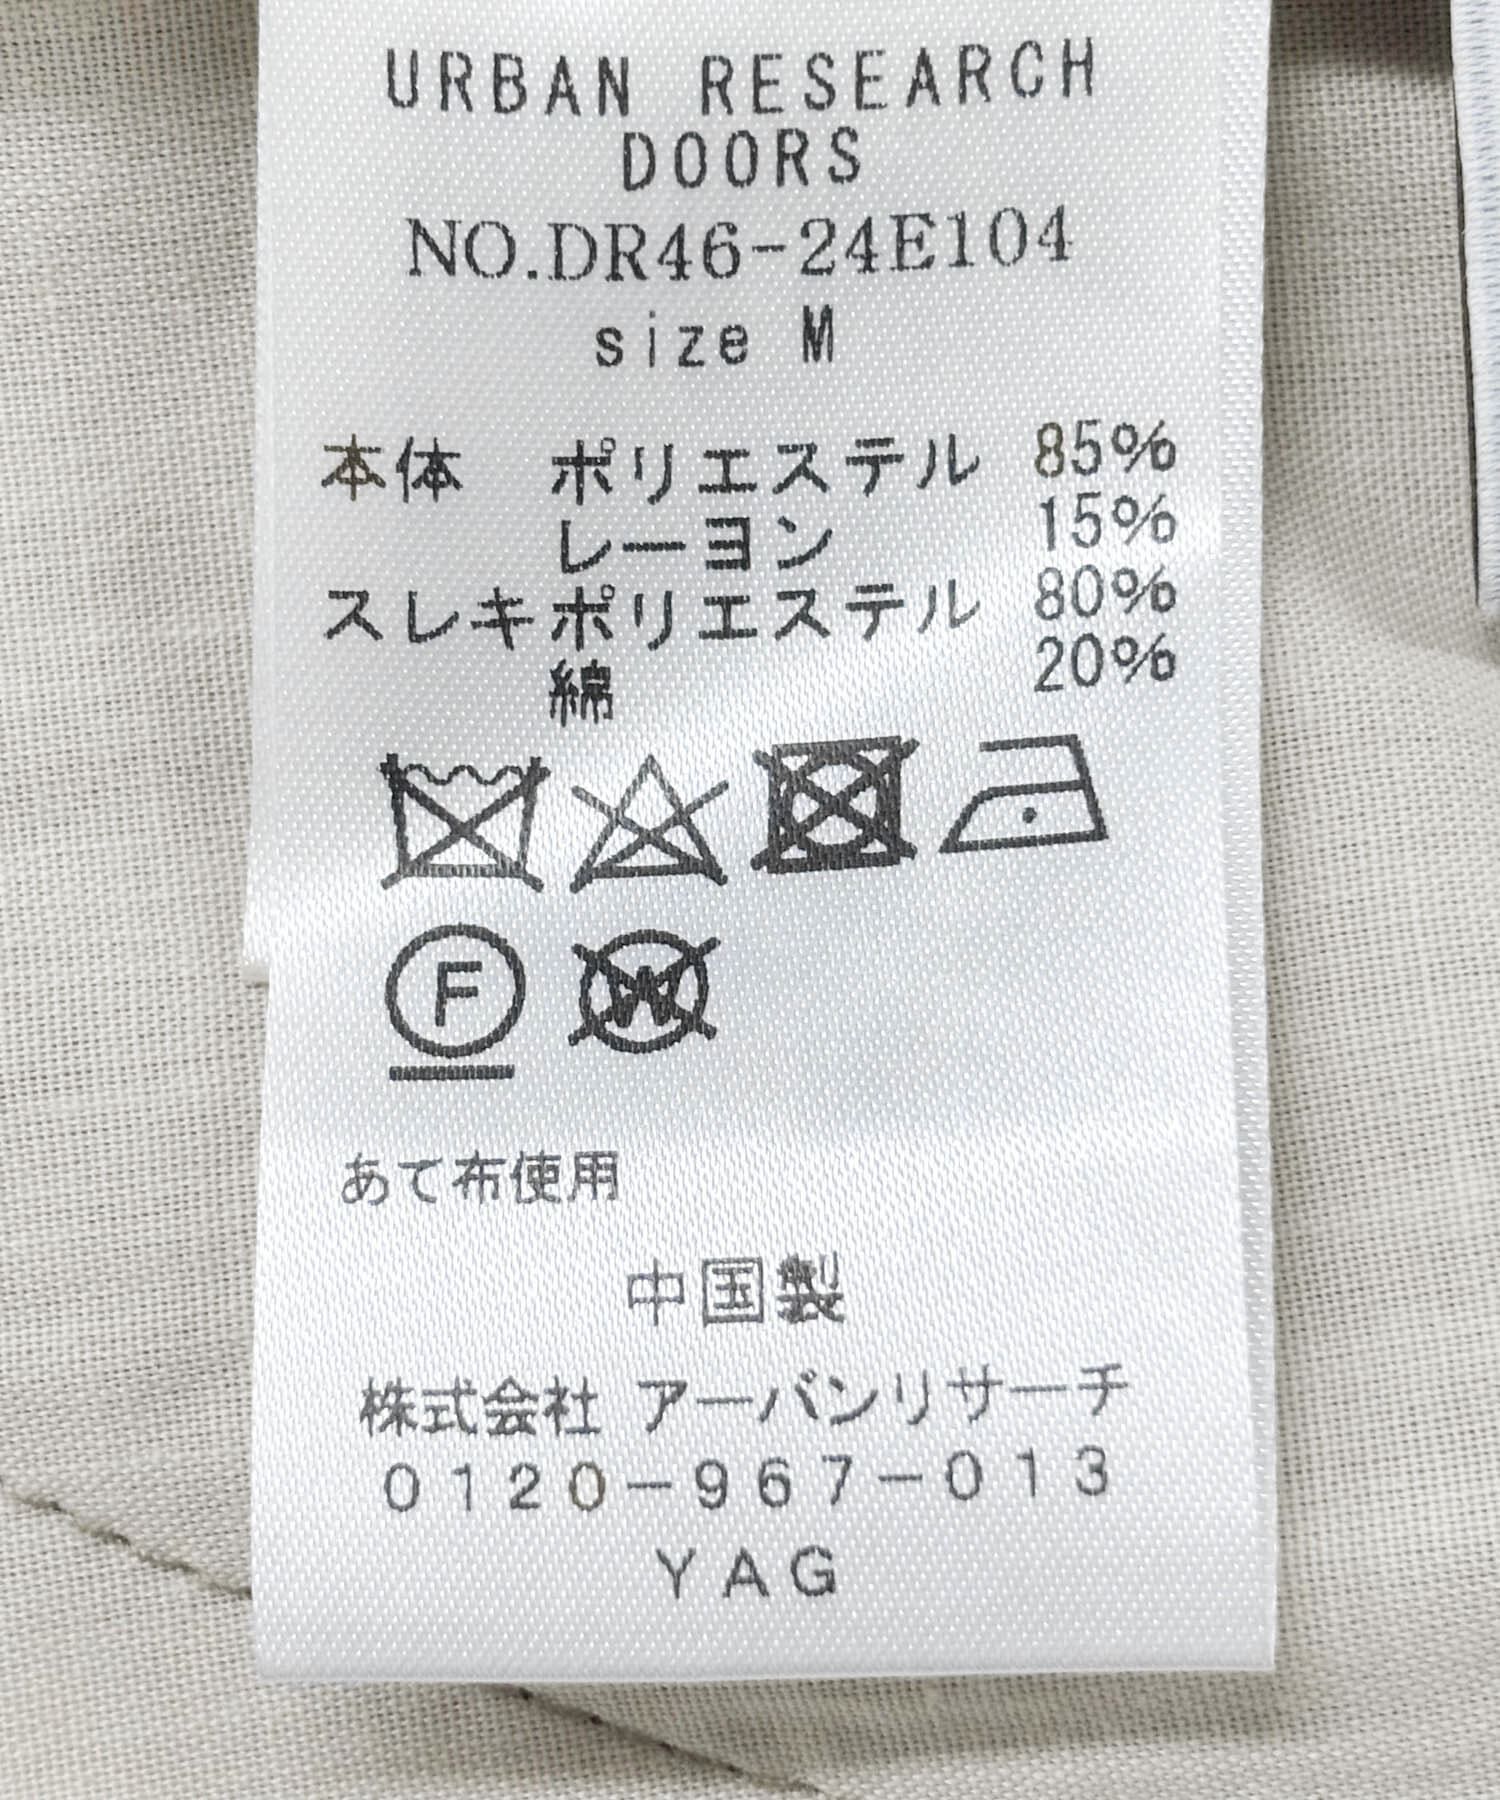 URBAN RESEARCH
DOORS
NO.DR46-24E104
size M
本体 ポリエステル 85%
レーヨン 15%
スレキポリエステル 80%
綿 20%
F W
あて布使用
中国製
株式会社 アーバンリサーチ
0120-967-013
YAG